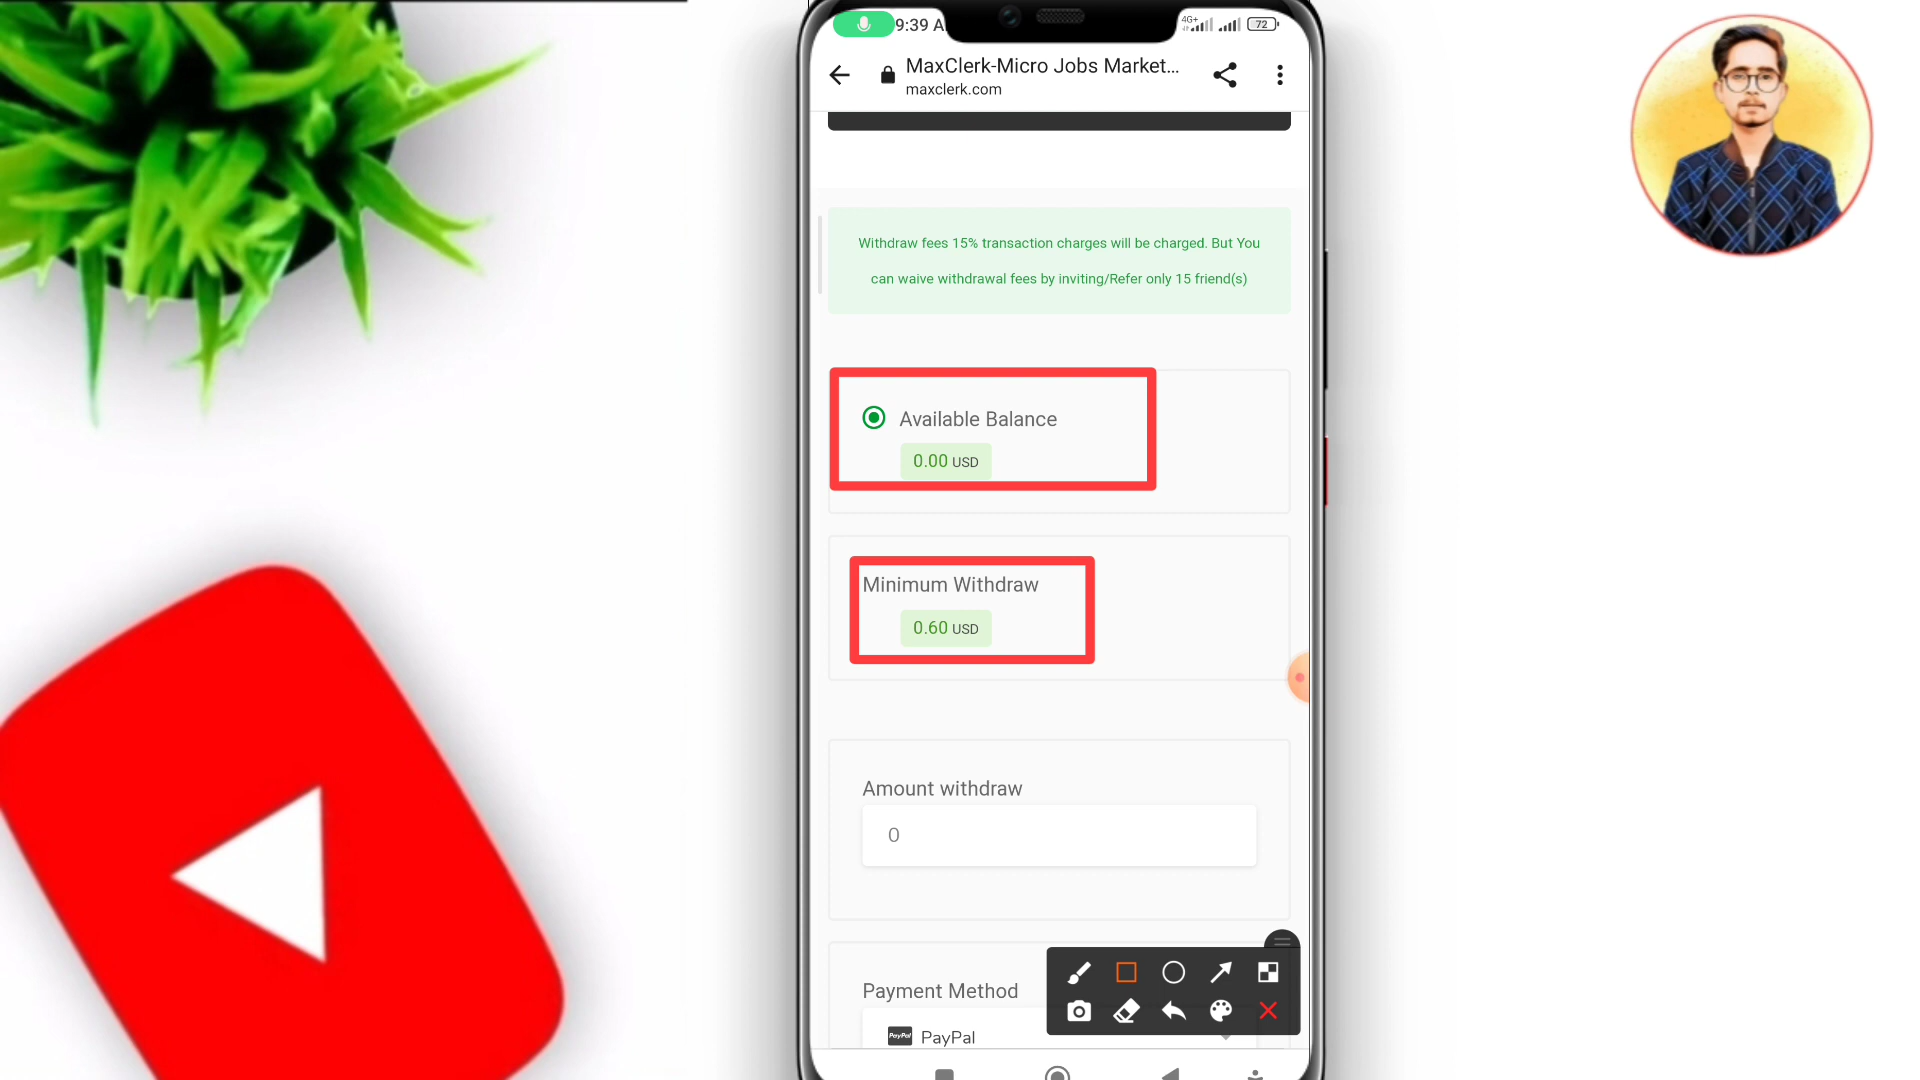 9:39 A
4G+
72
MaxClerk-Micro Jobs Market...
maxclerk.com
Withdraw fees 15% transaction charges will be charged. But You
can waive withdrawal fees by inviting/Refer only 15 friend(s)
Available Balance
0.00 USD
Minimum Withdraw
0.60 USD
Amount withdraw
0
Payment Method
PayPal PayPal